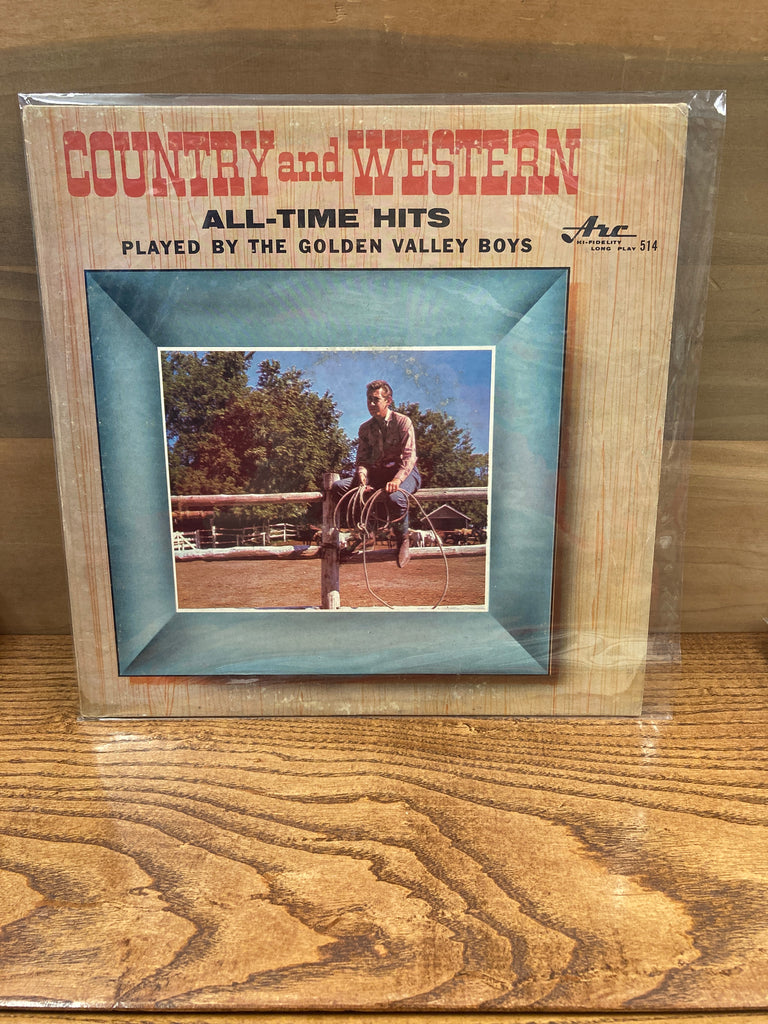 COUNTRY and WESTERN
ALL-TIME HITS
PLAYED BY THE GOLDEN VALLEY BOYS
Arc
HI-FIDELITY
LONG PLAY 514